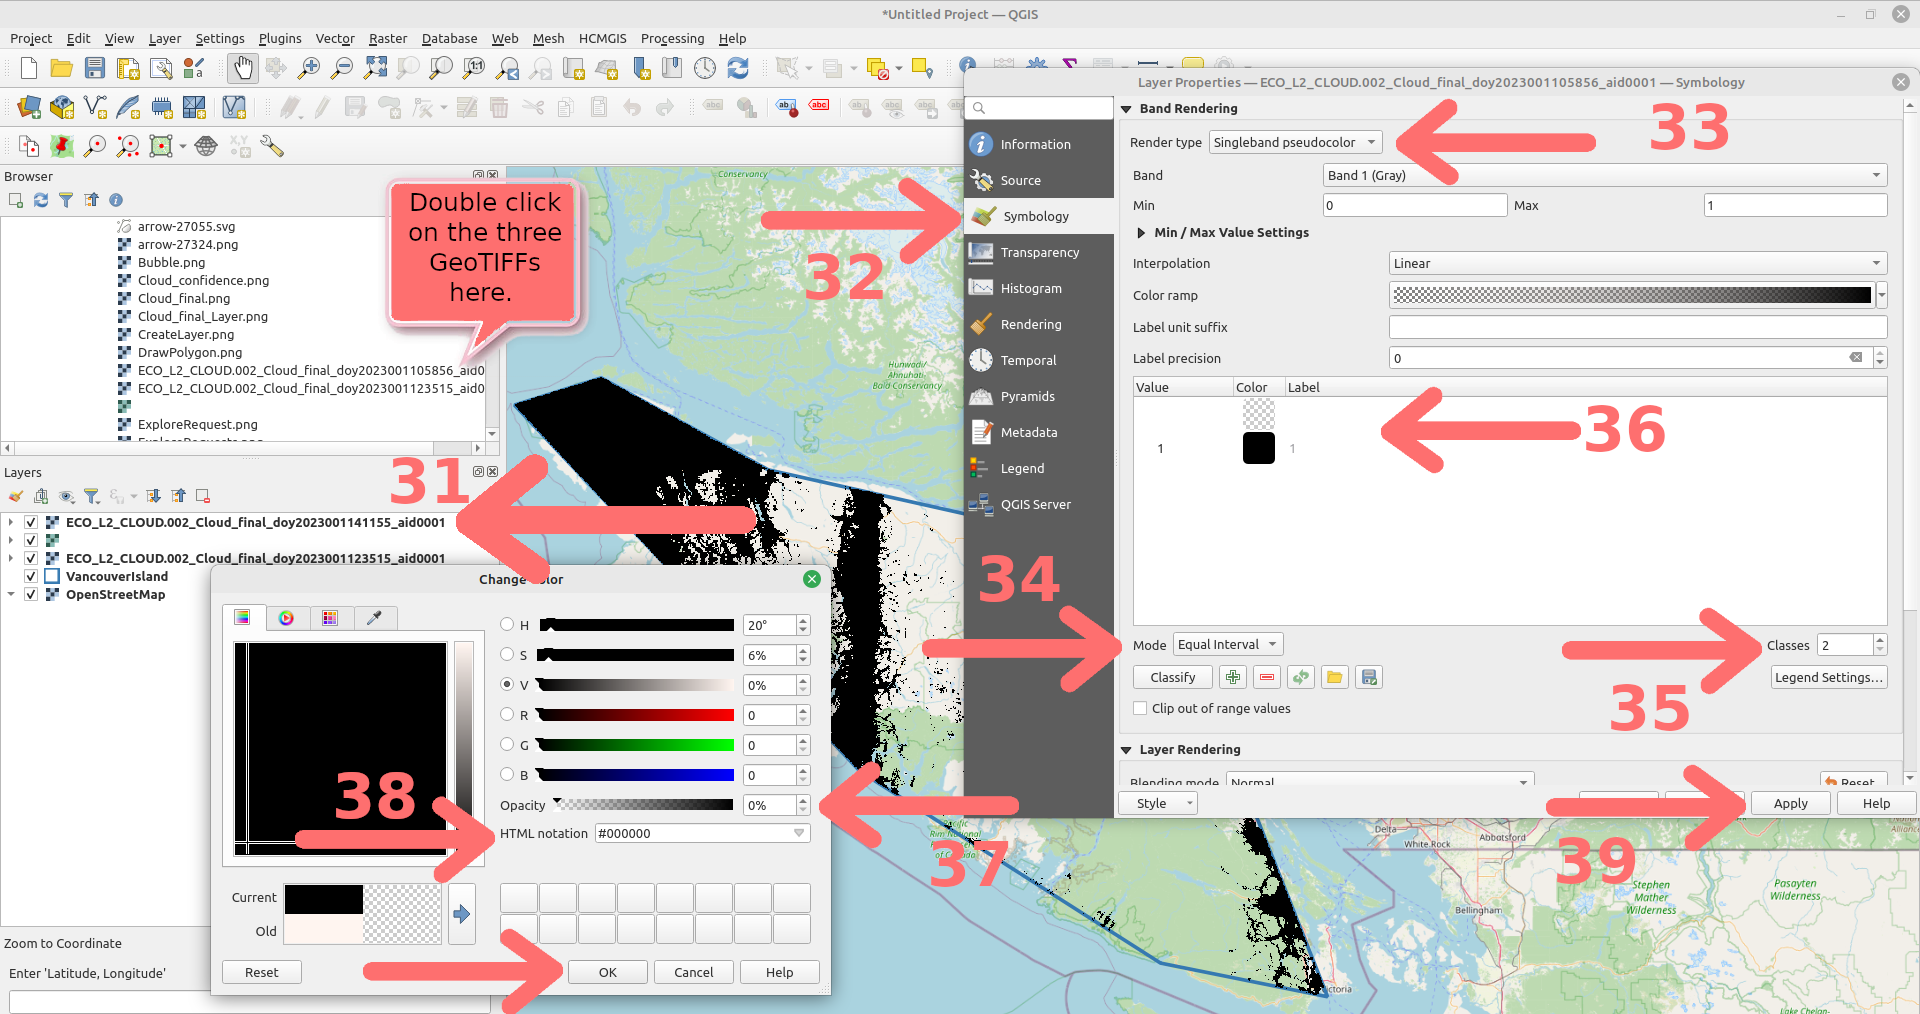 *Untitled Project — QGIS
Project Edit View Layer Settings Plugins Vector Raster Database Web Mesh HCMGIS Processing Help
Browser
arrow-27055.svg
arrow-27324.png
Bubble.png
Cloud_confidence.png
Cloud_final.png
Cloud_final_Layer.png
CreateLayer.png
DrawPolygon.png
ECO_L2_CLOUD.002_Cloud_final_doy2023001105856_aid0
ECO_L2_CLOUD.002_Cloud_final_doy2023001123515_aid0
ExploreRequest.png
Double click
on the three
GeoTIFFs
here.
Layers
31
ECO_L2_CLOUD.002_Cloud_final_doy2023001141155_aid0001
ECO_L2_CLOUD.002_Cloud_final_doy2023001123515_aid0001
VancouverIsland
OpenStreetMap
Zoom to Coordinate
Enter 'Latitude, Longitude'
Change Color
H 20°
S 6%
V 0%
R 0
G 0
B 0
Opacity 0%
HTML notation #000000
38
37
Current
Old
Reset OK Cancel Help
Conservancy
Hunwadi/
Ahnuhati
Bald Conservancy
Pacific
Rim National
Delta
Abbotsford
White Rock
Bellingham
Stephen
Mather
Wilderness
Pasayten
Wilderness
ctoria
Lake Chelan-
Layer Properties — ECO_L2_CLOUD.002_Cloud_final_doy2023001105856_aid0001 — Symbology
Information
Source
Symbology
Transparency
Histogram
Rendering
Temporal
Pyramids
Metadata
Legend
QGIS Server
32
34
Band Rendering
Render type Singleband pseudocolor
33
Band Band 1 (Gray)
Min 0 Max 1
Min / Max Value Settings
Interpolation Linear
Color ramp
Label unit suffix
Label precision 0
Value Color Label
1 1
36
Mode Equal Interval Classes 2
Classify Legend Settings...
Clip out of range values
35
Layer Rendering
Blending mode Normal Reset
Style Apply Help
39